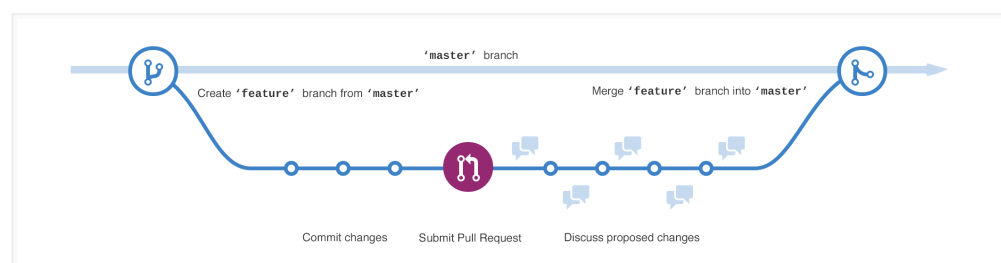 ‘master’ branch
Create ‘feature’ branch from ‘master’
Merge ‘feature’ branch into ‘master’
Commit changes
Submit Pull Request
Discuss proposed changes